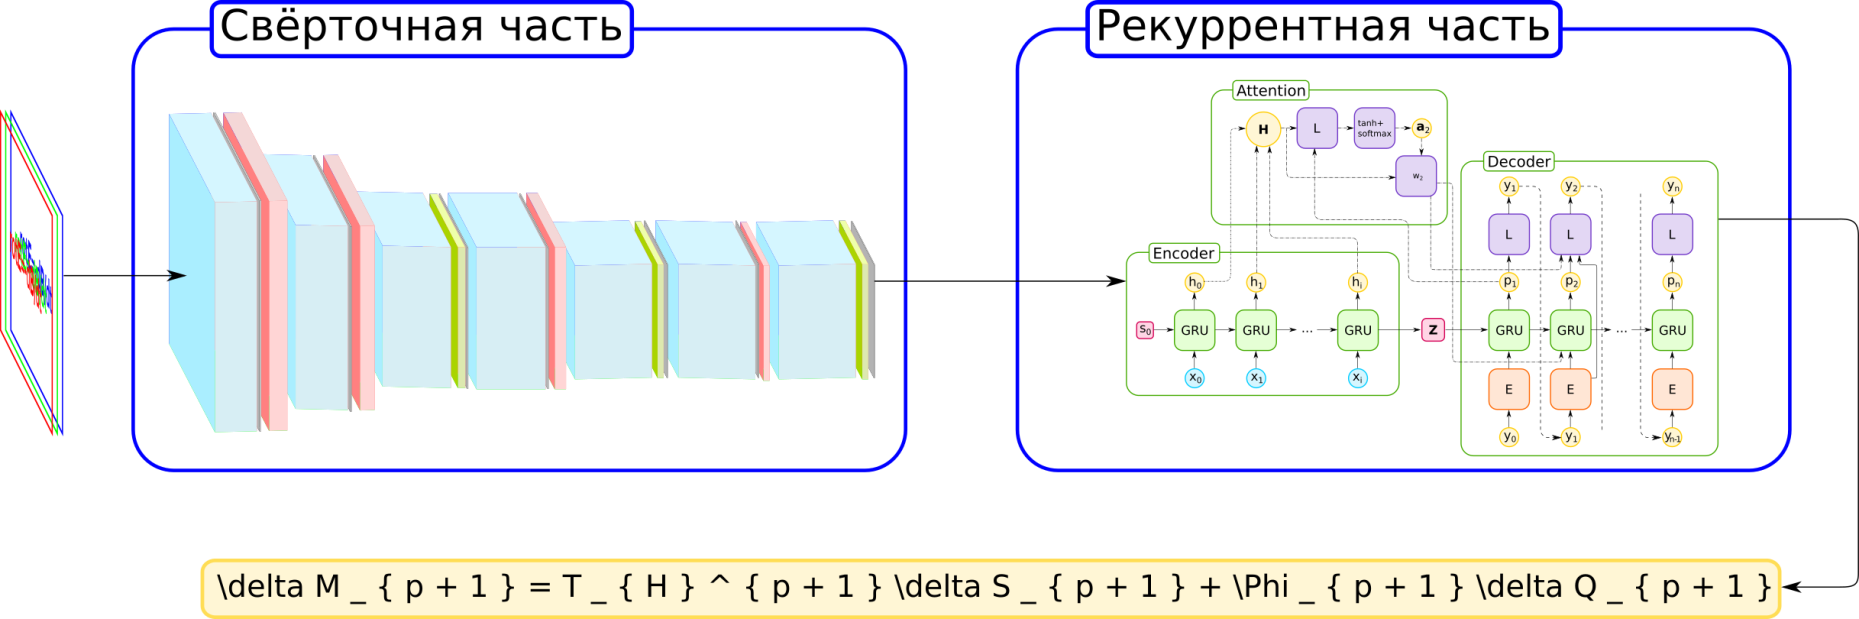 Свёрточная часть
Рекуррентная часть
Attention
H
L
tanh+
softmax
a2
w2
Encoder
h0 h1 hi
s0 GRU GRU ... GRU z
x0 x1 xi
Decoder
y1 y2 yn
L L L
p1 p2 pn
GRU GRU ... GRU
E E E
y0 y1 yn-1
\delta M _ { p + 1 } = T _ { H } ^ { p + 1 } \delta S _ { p + 1 } + \Phi _ { p + 1 } \delta Q _ { p + 1 }